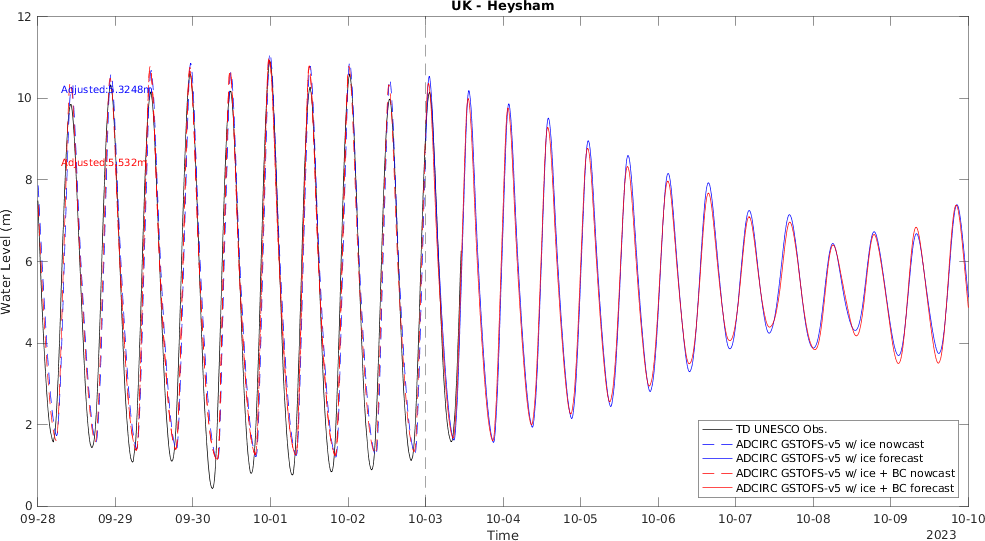 UK - Heysham
12
10
8
6
4
2
0
Water Level (m)
Adjusted:5.3248m
Adjusted:5.532m
TD UNESCO Obs.
ADCIRC GSTOFS-v5 w/ ice nowcast
ADCIRC GSTOFS-v5 w/ ice forecast
ADCIRC GSTOFS-v5 w/ ice + BC nowcast
ADCIRC GSTOFS-v5 w/ ice + BC forecast
09-28 09-29 09-30 10-01 10-02 10-03 10-04 10-05 10-06 10-07 10-08 10-09 10-10
Time
2023